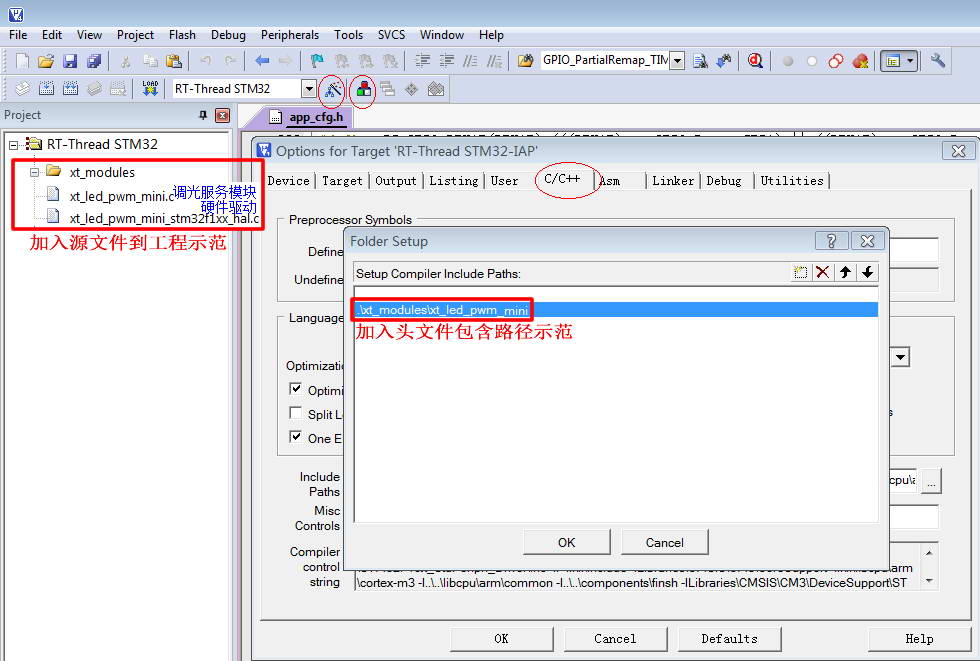 File Edit View Project Flash Debug Peripherals Tools SVCS Window Help
GPIO_PartialRemap_TIM
LOAD
RT-Thread STM32
Project
app_cfg.h
RT-Thread STM32
xt_modules
xt_led_pwm_mini.c
调光服务模块
硬件驱动
xt_led_pwm_mini_stm32f1xx_hal.c
加入源文件到工程示范
Options for Target 'RT-Thread STM32-IAP'
Device Target Output Listing User C/C++ Asm Linker Debug Utilities
Preprocessor Symbols
Define
Undefine
Folder Setup
Setup Compiler Include Paths:
.\xt_modules\xt_led_pwm_mini
加入头文件包含路径示范
Language
Optimizatio
Optimi
Split L
One E
Include
Paths
cpu\a
...
Misc
Controls
OK Cancel
Compiler
control
string
\cortex-m3 -I..\..\libcpu\arm\common -I..\..\components\finsh -ILibraries\CMSIS\CM3\DeviceSupport\ST
OK Cancel Defaults Help